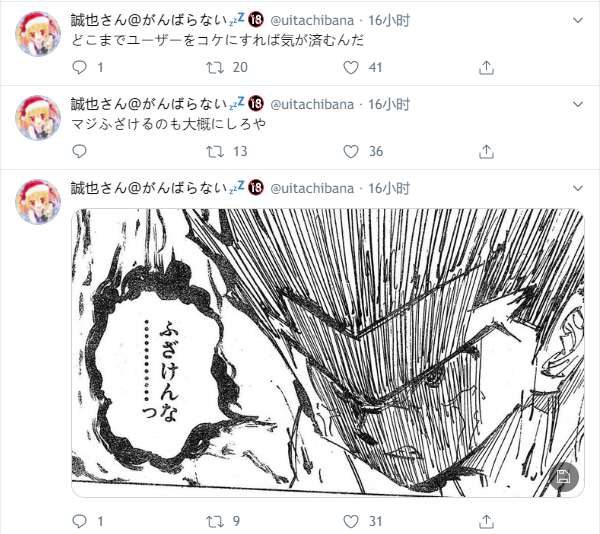 誠也さん@がんばらない💤🔞 @uitachibana · 16小时
どこまでユーザーをコケにすれば気が済むんだ
1 20 41
誠也さん@がんばらない💤🔞 @uitachibana · 16小时
マジふざけるのも大概にしろや
13 36
誠也さん@がんばらない💤🔞 @uitachibana · 16小时
ふざけんな
…………っ
1 9 31